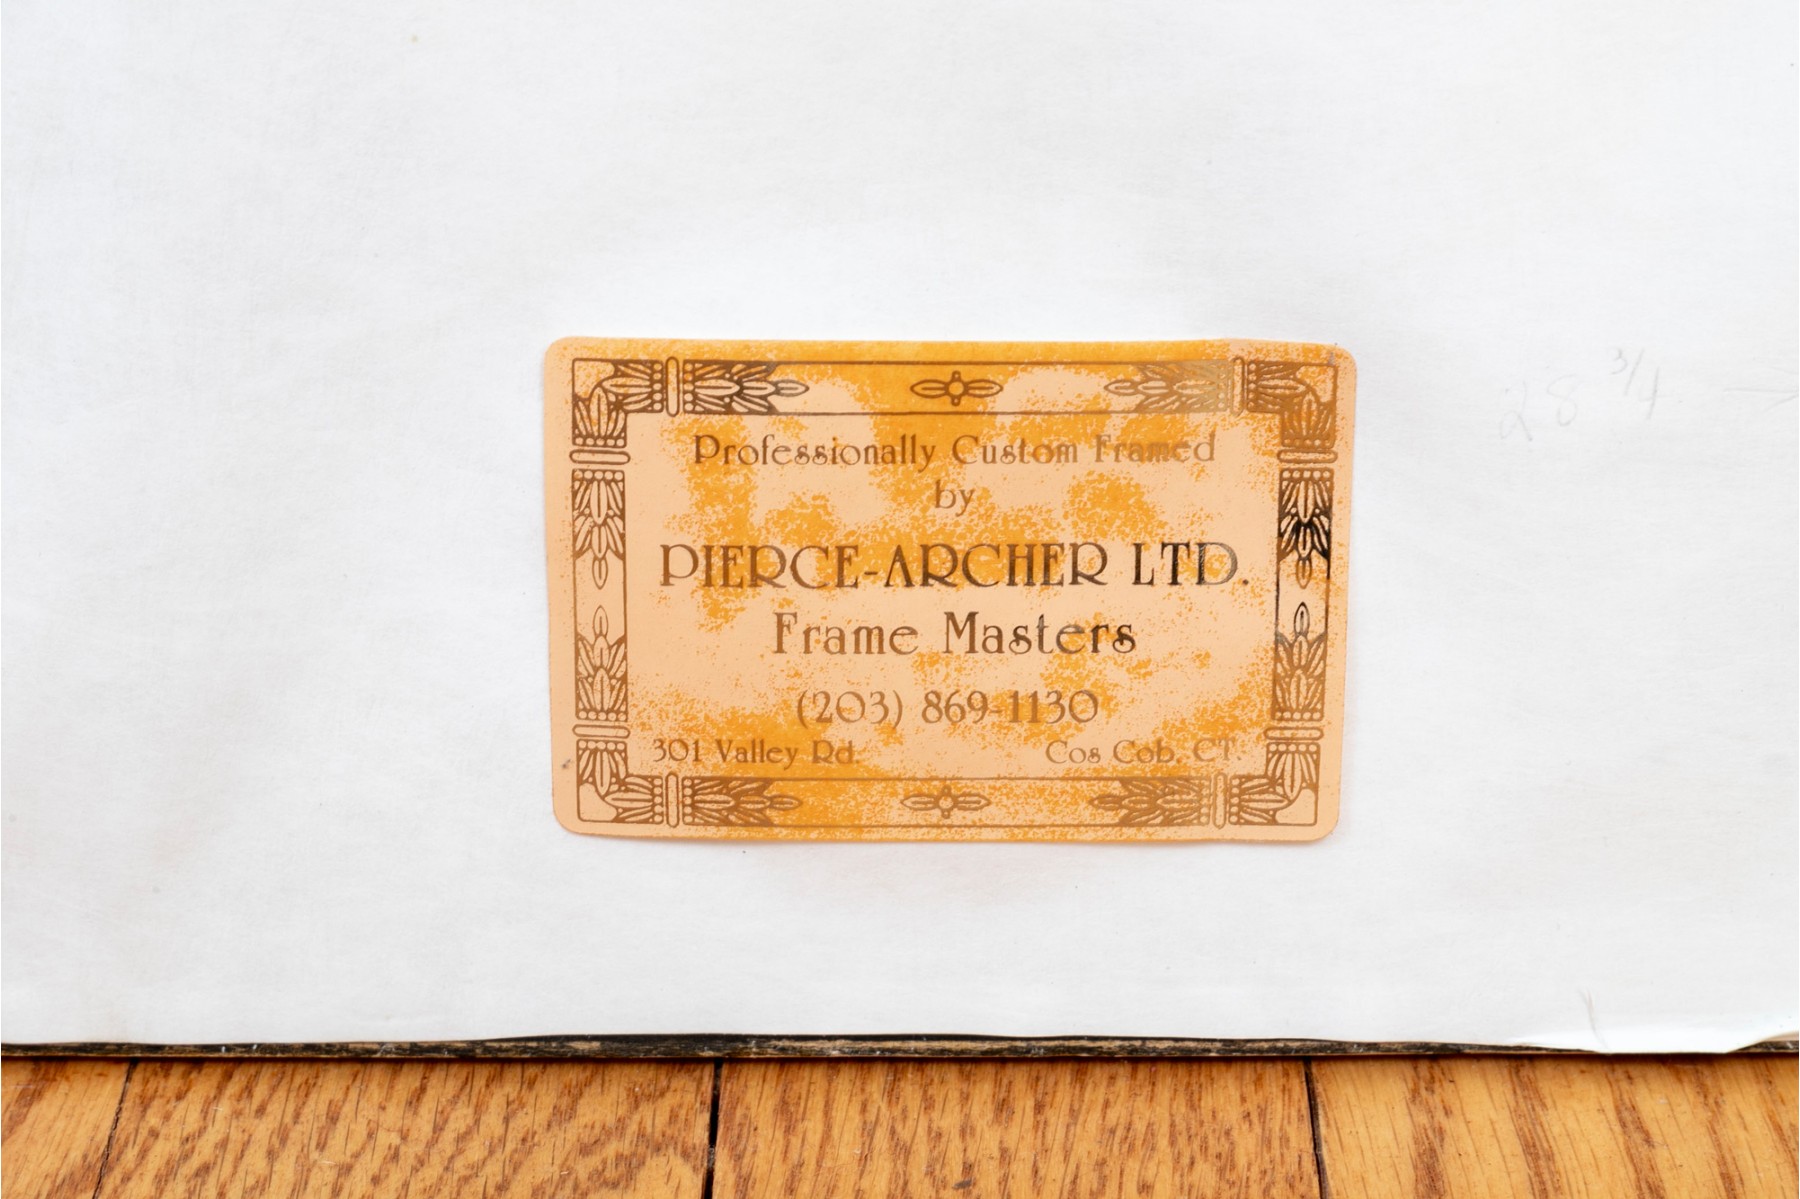 Professionally Custom Framed
by
PIERCE-ARCHER LTD.
Frame Masters
(203) 869-1130
301 Valley Rd. Cos Cob, CT.
28 3/4